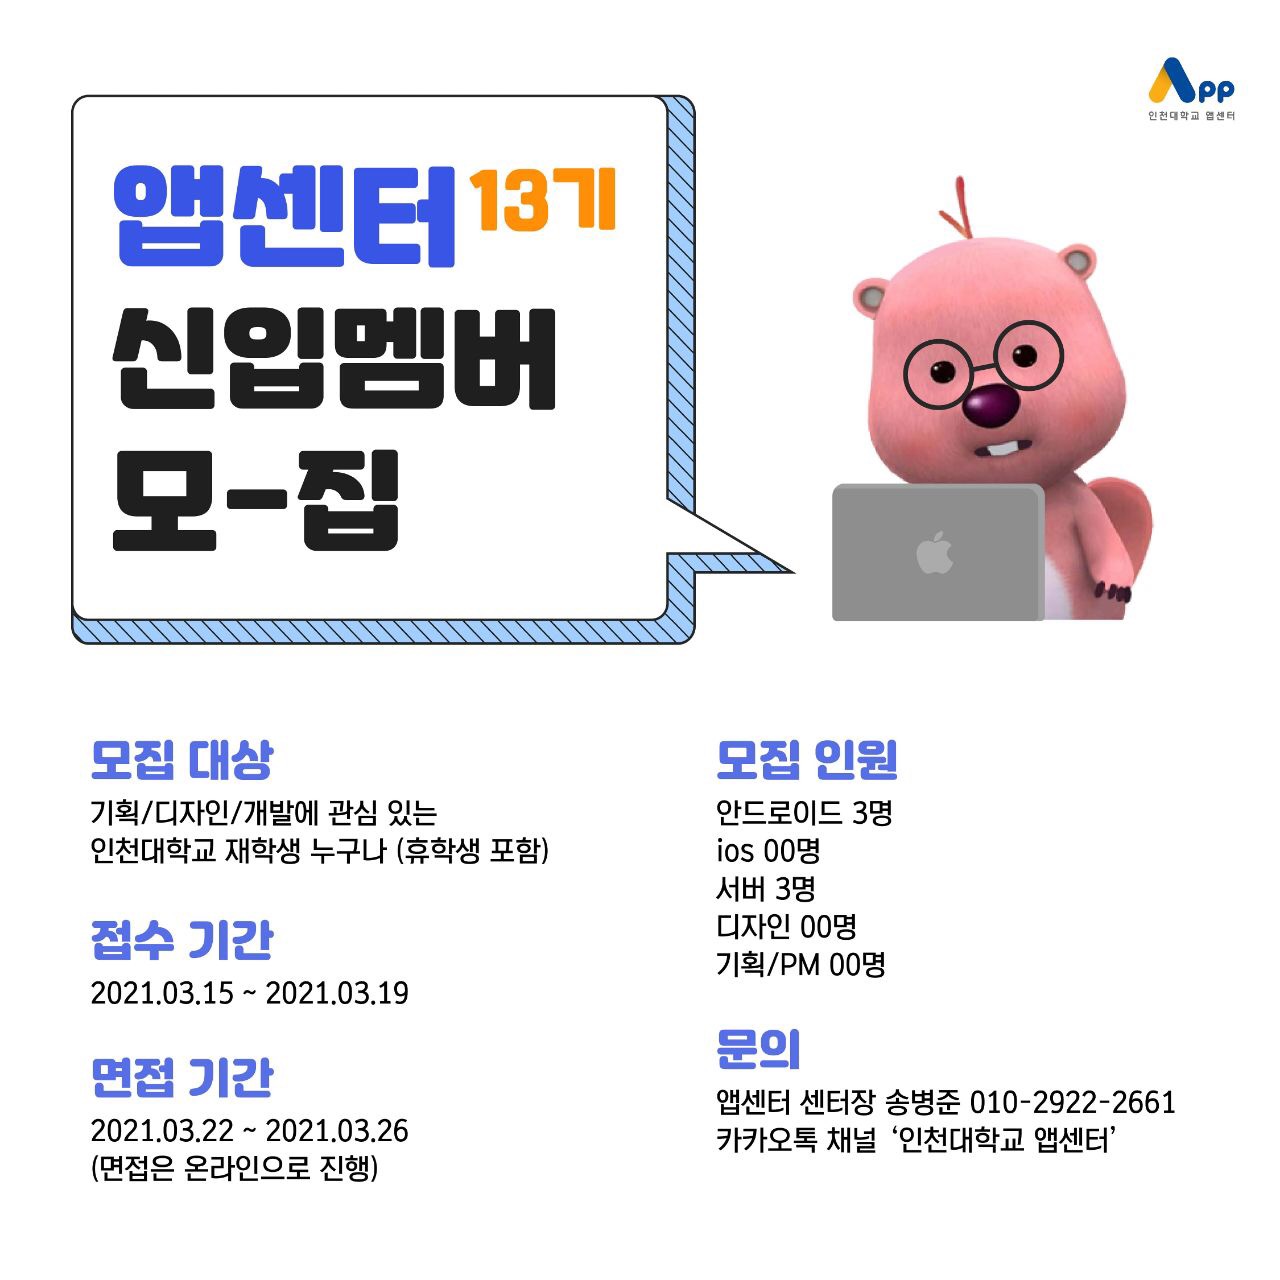 App
인천대학교 앱센터
앱센터 13기
신입멤버
모-집
모집 대상
기획/디자인/개발에 관심 있는
인천대학교 재학생 누구나 (휴학생 포함)
접수 기간
2021.03.15 ~ 2021.03.19
면접 기간
2021.03.22 ~ 2021.03.26
(면접은 온라인으로 진행)
모집 인원
안드로이드 3명
ios 00명
서버 3명
디자인 00명
기획/PM 00명
문의
앱센터 센터장 송병준 010-2922-2661
카카오톡 채널 ‘인천대학교 앱센터’